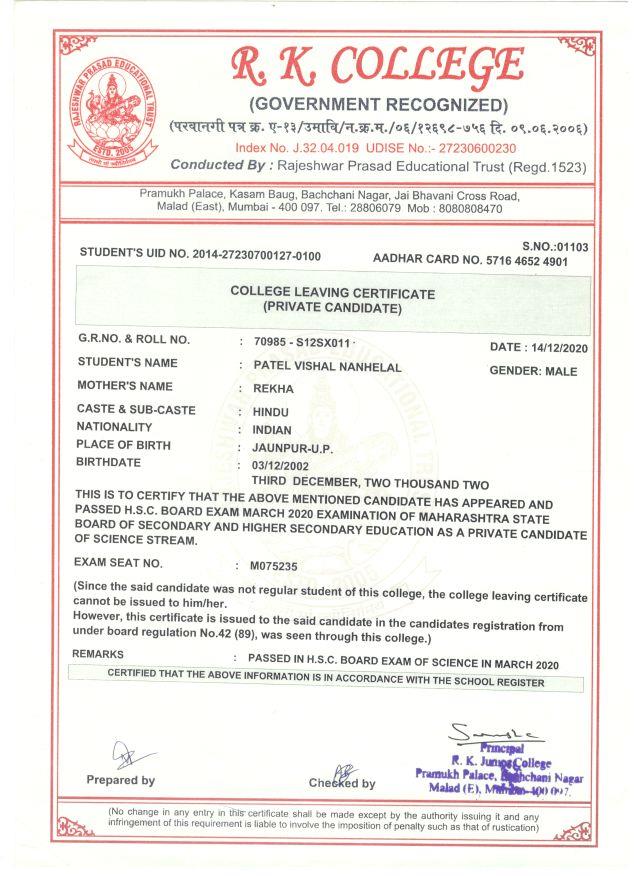 R. K. COLLEGE
(GOVERNMENT RECOGNIZED)
(परवानगी पत्र क्र. ए-१३/उमावि/न.क्र.म./०६/१२६९८-७५६ दि. ०९.०६.२००६)
Index No. J.32.04.019 UDISE No.:- 27230600230
Conducted By : Rajeshwar Prasad Educational Trust (Regd.1523)
RAJESHWAR PRASAD EDUCATIONAL TRUST
ESTD. 2005
Pramukh Palace, Kasam Baug, Bachchani Nagar, Jai Bhavani Cross Road,
Malad (East), Mumbai - 400 097. Tel.: 28806079 Mob : 8080808470
S.NO.:01103
STUDENT'S UID NO. 2014-27230700127-0100 AADHAR CARD NO. 5716 4652 4901
COLLEGE LEAVING CERTIFICATE
(PRIVATE CANDIDATE)
G.R.NO. & ROLL NO. : 70985 - S12SX011 DATE : 14/12/2020
STUDENT'S NAME : PATEL VISHAL NANHELAL GENDER: MALE
MOTHER'S NAME : REKHA
CASTE & SUB-CASTE : HINDU
NATIONALITY : INDIAN
PLACE OF BIRTH : JAUNPUR-U.P.
BIRTHDATE : 03/12/2002
THIRD DECEMBER, TWO THOUSAND TWO
THIS IS TO CERTIFY THAT THE ABOVE MENTIONED CANDIDATE HAS APPEARED AND
PASSED H.S.C. BOARD EXAM MARCH 2020 EXAMINATION OF MAHARASHTRA STATE
BOARD OF SECONDARY AND HIGHER SECONDARY EDUCATION AS A PRIVATE CANDIDATE
OF SCIENCE STREAM.
EXAM SEAT NO. : M075235
(Since the said candidate was not regular student of this college, the college leaving certificate
cannot be issued to him/her.
However, this certificate is issued to the said candidate in the candidates registration from
under board regulation No.42 (89), was seen through this college.)
REMARKS : PASSED IN H.S.C. BOARD EXAM OF SCIENCE IN MARCH 2020
CERTIFIED THAT THE ABOVE INFORMATION IS IN ACCORDANCE WITH THE SCHOOL REGISTER
Prepared by
Checked by
Principal
R. K. Junior College
Pramukh Palace, Bachchani Nagar
Malad (E), Mumbai-400 097.
(No change in any entry in this certificate shall be made except by the authority issuing it and any
infringement of this requirement is liable to involve the imposition of penalty such as that of rustication)